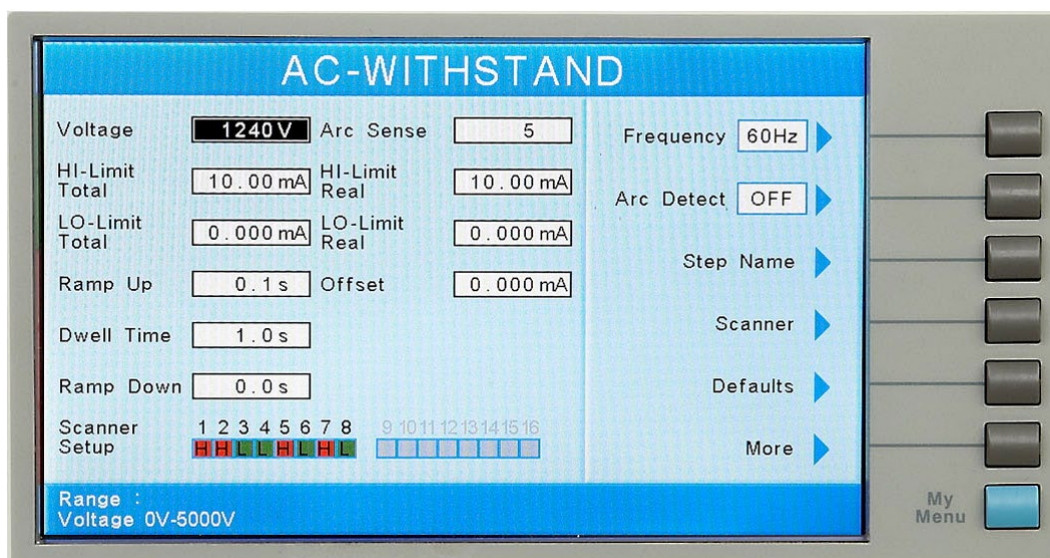 AC-WITHSTAND
Voltage 1240V Arc Sense 5
HI-Limit Total 10.00mA HI-Limit Real 10.00mA
LO-Limit Total 0.000mA LO-Limit Real 0.000mA
Ramp Up 0.1s Offset 0.000mA
Dwell Time 1.0s
Ramp Down 0.0s
Scanner Setup 1 2 3 4 5 6 7 8 9 10 11 12 13 14 15 16
H H L L H L H L
Frequency 60Hz
Arc Detect OFF
Step Name
Scanner
Defaults
More
Range :
Voltage 0V-5000V
My
Menu